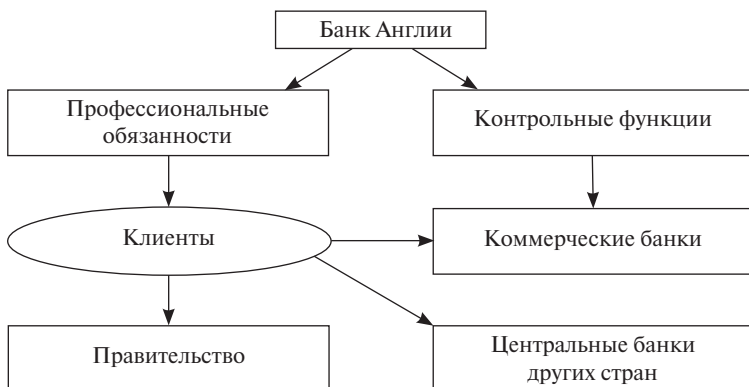 Банк Англии
Профессиональные
обязанности
Контрольные функции
Клиенты
Коммерческие банки
Правительство
Центральные банки
других стран